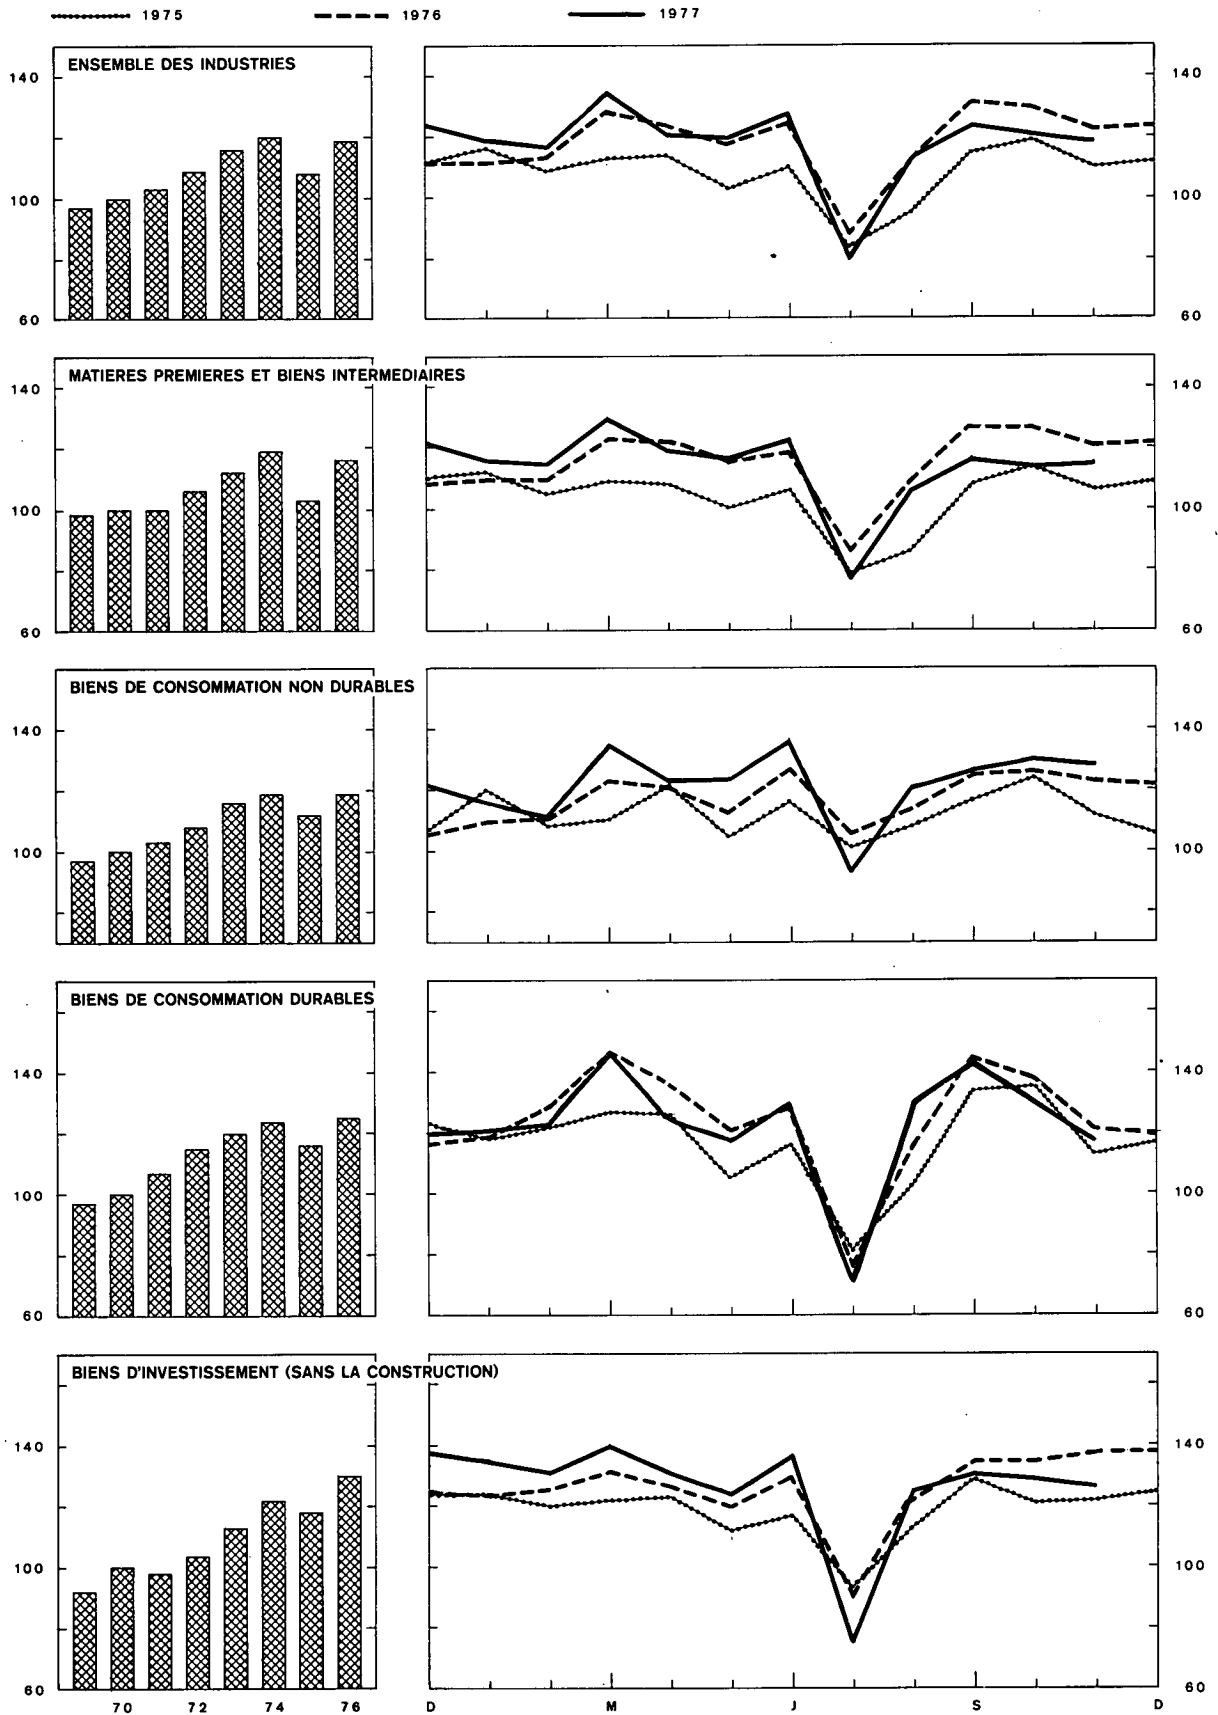 1975 1976 1977
ENSEMBLE DES INDUSTRIES
140 140
100 100
60 60
MATIERES PREMIERES ET BIENS INTERMEDIAIRES
140 140
100 100
60 60
BIENS DE CONSOMMATION NON DURABLES
140 140
100 100
BIENS DE CONSOMMATION DURABLES
140 140
100 100
60 60
BIENS D'INVESTISSEMENT (SANS LA CONSTRUCTION)
140 140
100 100
60 60
70 72 74 76 D M J S D